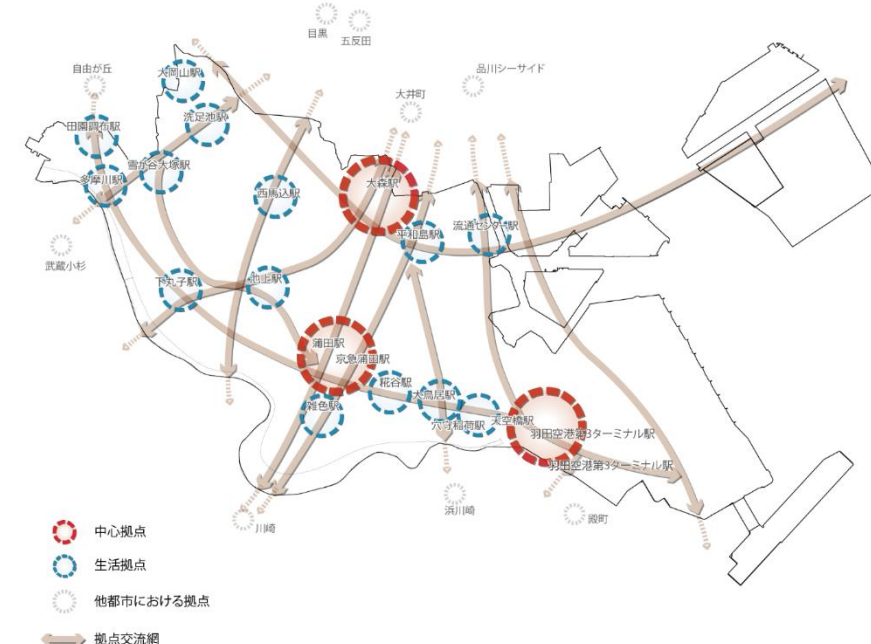 目黒
五反田
自由が丘
大岡山駅
大井町
品川シーサイド
洗足池駅
田園調布駅
雪が谷大塚駅
多摩川駅
大森駅
西馬込駅
平和島駅
流通センター駅
武蔵小杉
下丸子駅
池上駅
蒲田駅
京急蒲田駅
糀谷駅
雑色駅
大鳥居駅
穴守稲荷駅
天空橋駅
羽田空港第3ターミナル駅
羽田空港第3ターミナル駅
川崎
浜川崎
殿町
中心拠点
生活拠点
他都市における拠点
拠点交流網